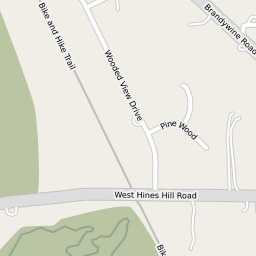 Bike and Hike Trail
Brandywine Road
Wooded View Drive
Pine Wood
West Hines Hill Road
Bik